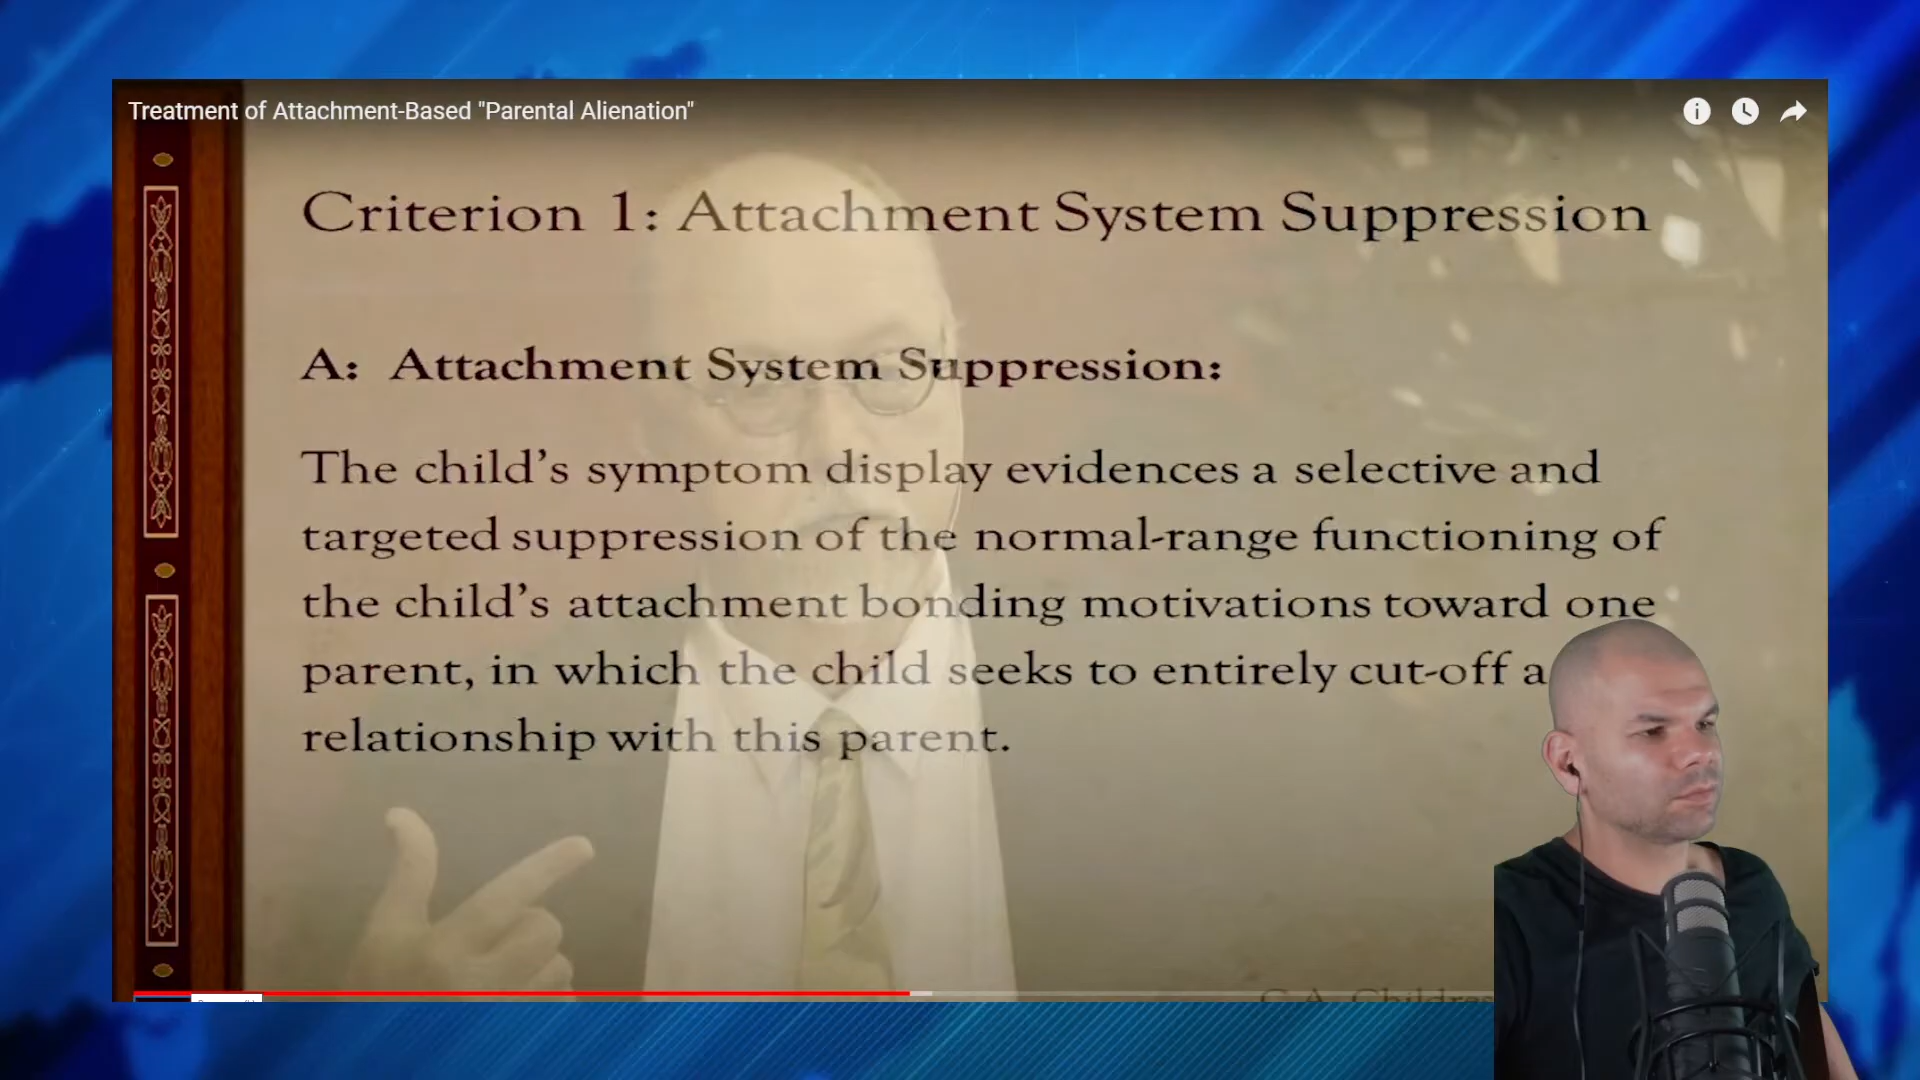 Treatment of Attachment-Based "Parental Alienation"
Criterion 1: Attachment System Suppression
A: Attachment System Suppression:
The child's symptom display evidences a selective and
targeted suppression of the normal-range functioning of
the child's attachment bonding motivations toward one
parent, in which the child seeks to entirely cut-off a
relationship with this parent.
C.A.